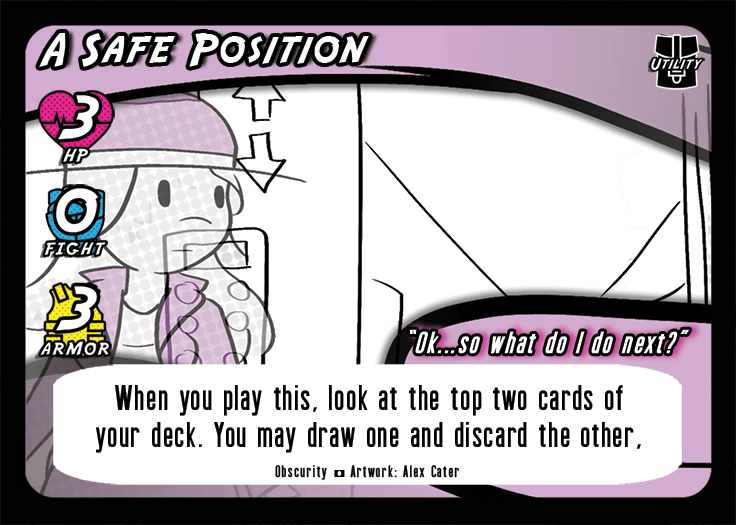 A Safe Position
Utility
3
HP
0
Fight
3
Armor
"Ok...so what do I do next?"
When you play this, look at the top two cards of
your deck. You may draw one and discard the other,
Obscurity Artwork: Alex Cater